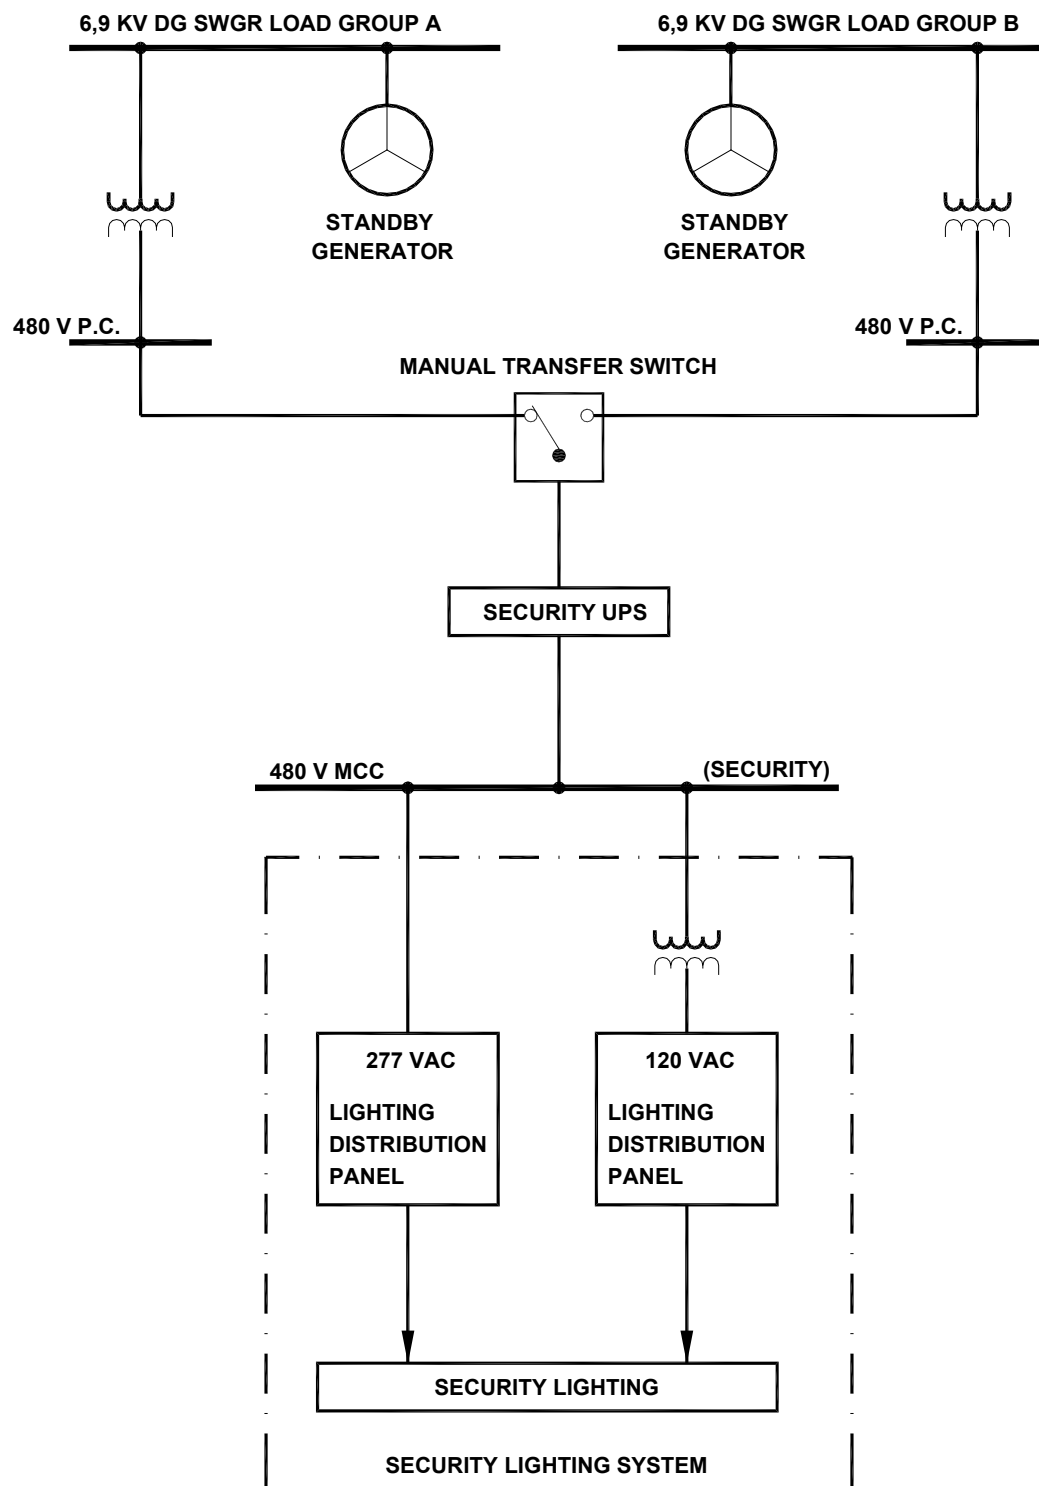 6,9 KV DG SWGR LOAD GROUP A
6,9 KV DG SWGR LOAD GROUP B
STANDBY
GENERATOR
STANDBY
GENERATOR
480 V P.C.
480 V P.C.
MANUAL TRANSFER SWITCH
SECURITY UPS
480 V MCC
(SECURITY)
277 VAC
LIGHTING
DISTRIBUTION
PANEL
120 VAC
LIGHTING
DISTRIBUTION
PANEL
SECURITY LIGHTING
SECURITY LIGHTING SYSTEM